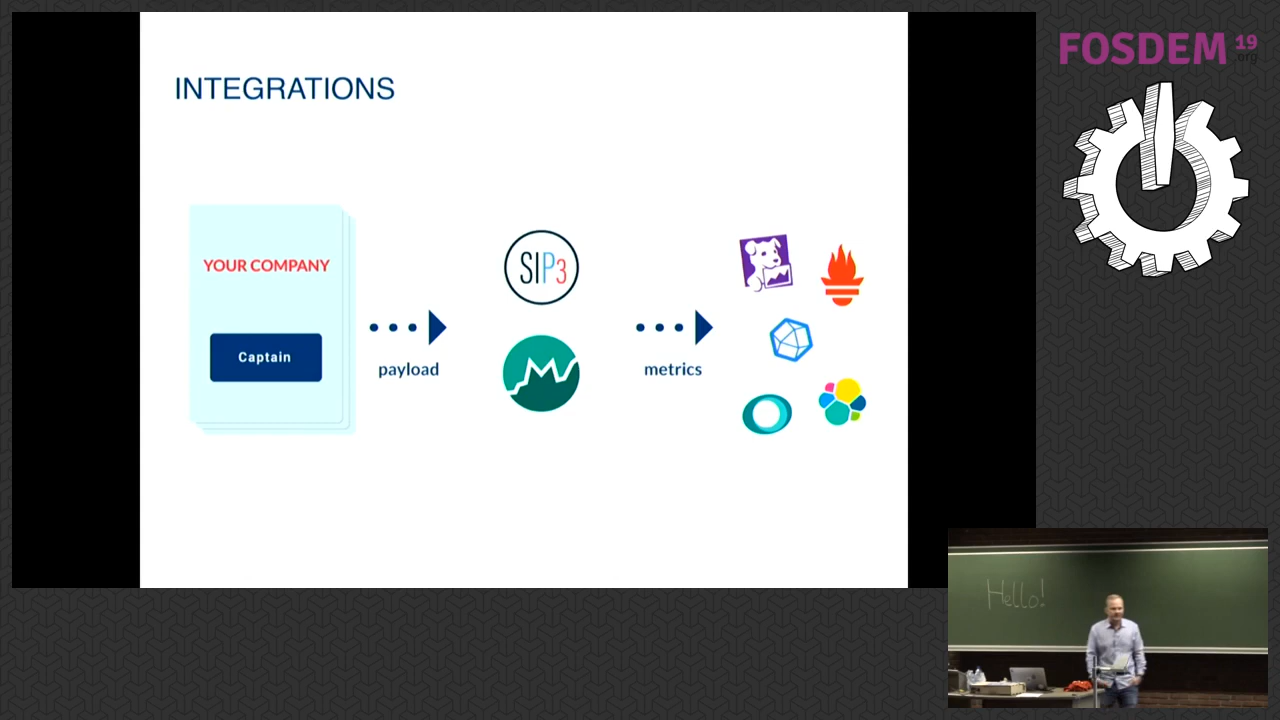 INTEGRATIONS
YOUR COMPANY
Captain
payload
SIP3
metrics
FOSDEM 19
.org
Hello!